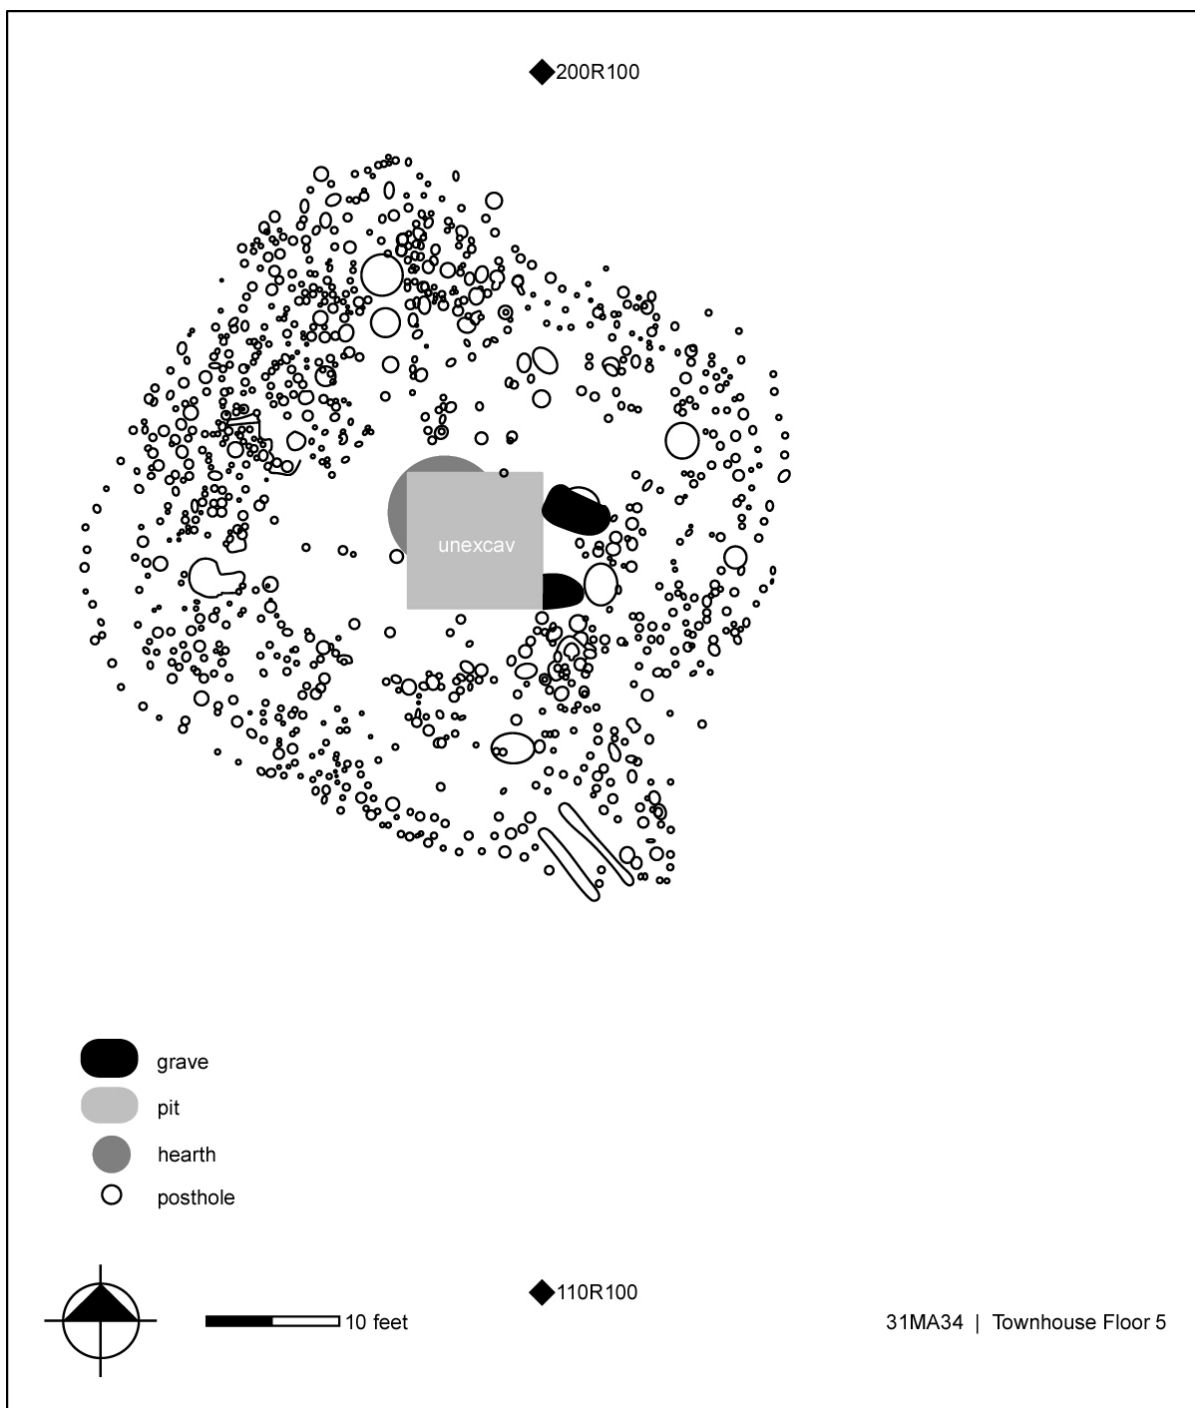 200R100
unexcav
grave
pit
hearth
posthole
110R100
10 feet
31MA34 | Townhouse Floor 5